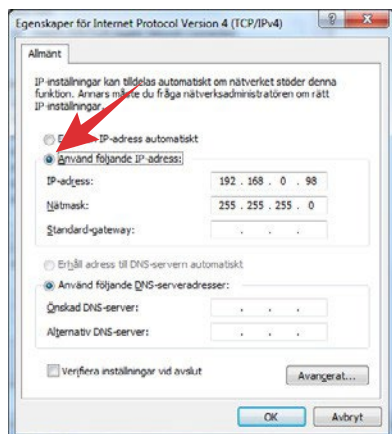 Egenskaper för Internet Protocol Version 4 (TCP/IPv4)
Allmänt
IP-inställningar kan tilldelas automatiskt om nätverket stöder denna
funktion. Annars måste du fråga nätverksadministratören om rätt
IP-inställningar.
IP-adress automatiskt
Använd följande IP-adress:
IP-adress: 192 . 168 . 0 . 98
Nätmask: 255 . 255 . 255 . 0
Standard-gateway: . . .
Erhåll adress till DNS-servern automatiskt
Använd följande DNS-serveradresser:
Önskad DNS-server: . . .
Alternativ DNS-server: . . .
Verifiera inställningar vid avslut
Avancerat...
OK Avbryt